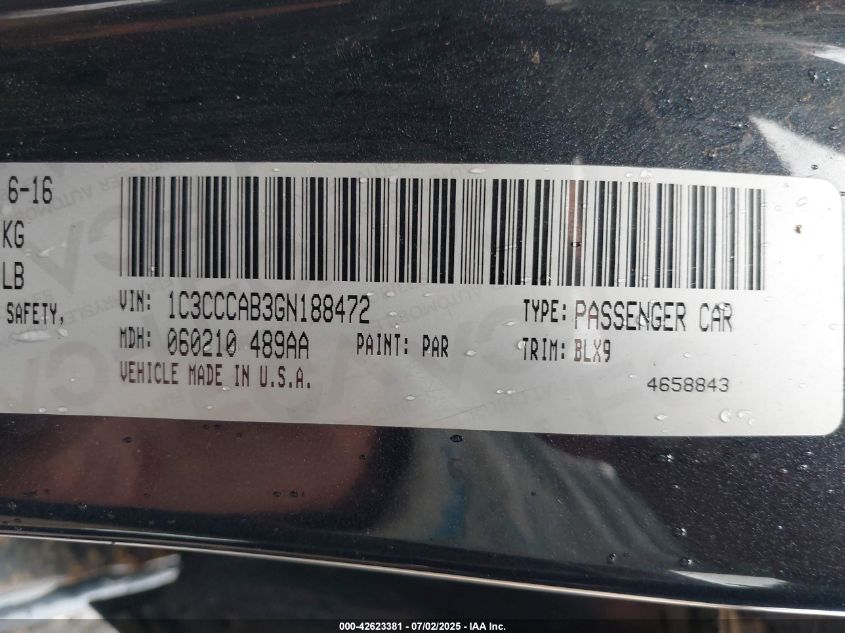 6-16
KG
LB
SAFETY,
VIN: 1C3CCCAB3GN188472
TYPE: PASSENGER CAR
MDH: 060210 489AA
PAINT: PAR
TRIM: BLX9
VEHICLE MADE IN U.S.A.
4658843
000-42623381 / 07/02/2025 - IAA Inc.